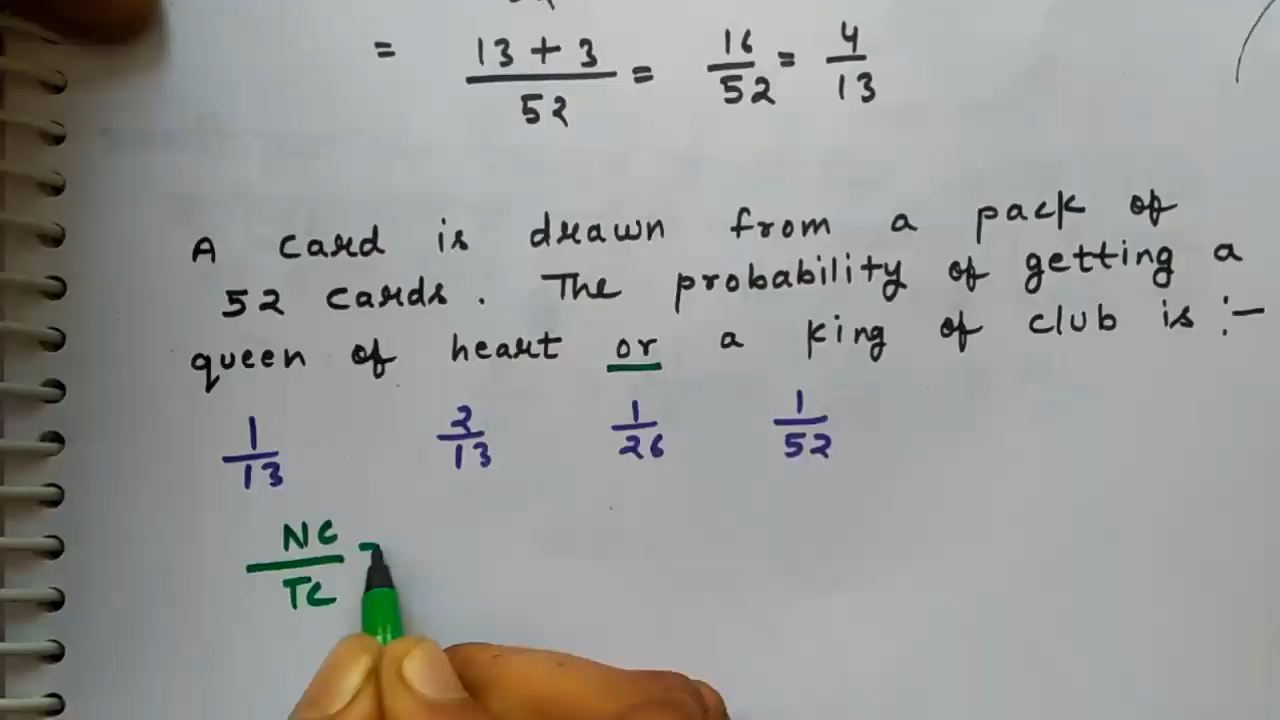 = 13 + 3 / 52 = 16 / 52 = 4 / 13
A card is drawn from a pack of
52 cards. The probability of getting a
queen of heart or a king of club is :-
1/13 2/13 1/26 1/52
NC / TC =